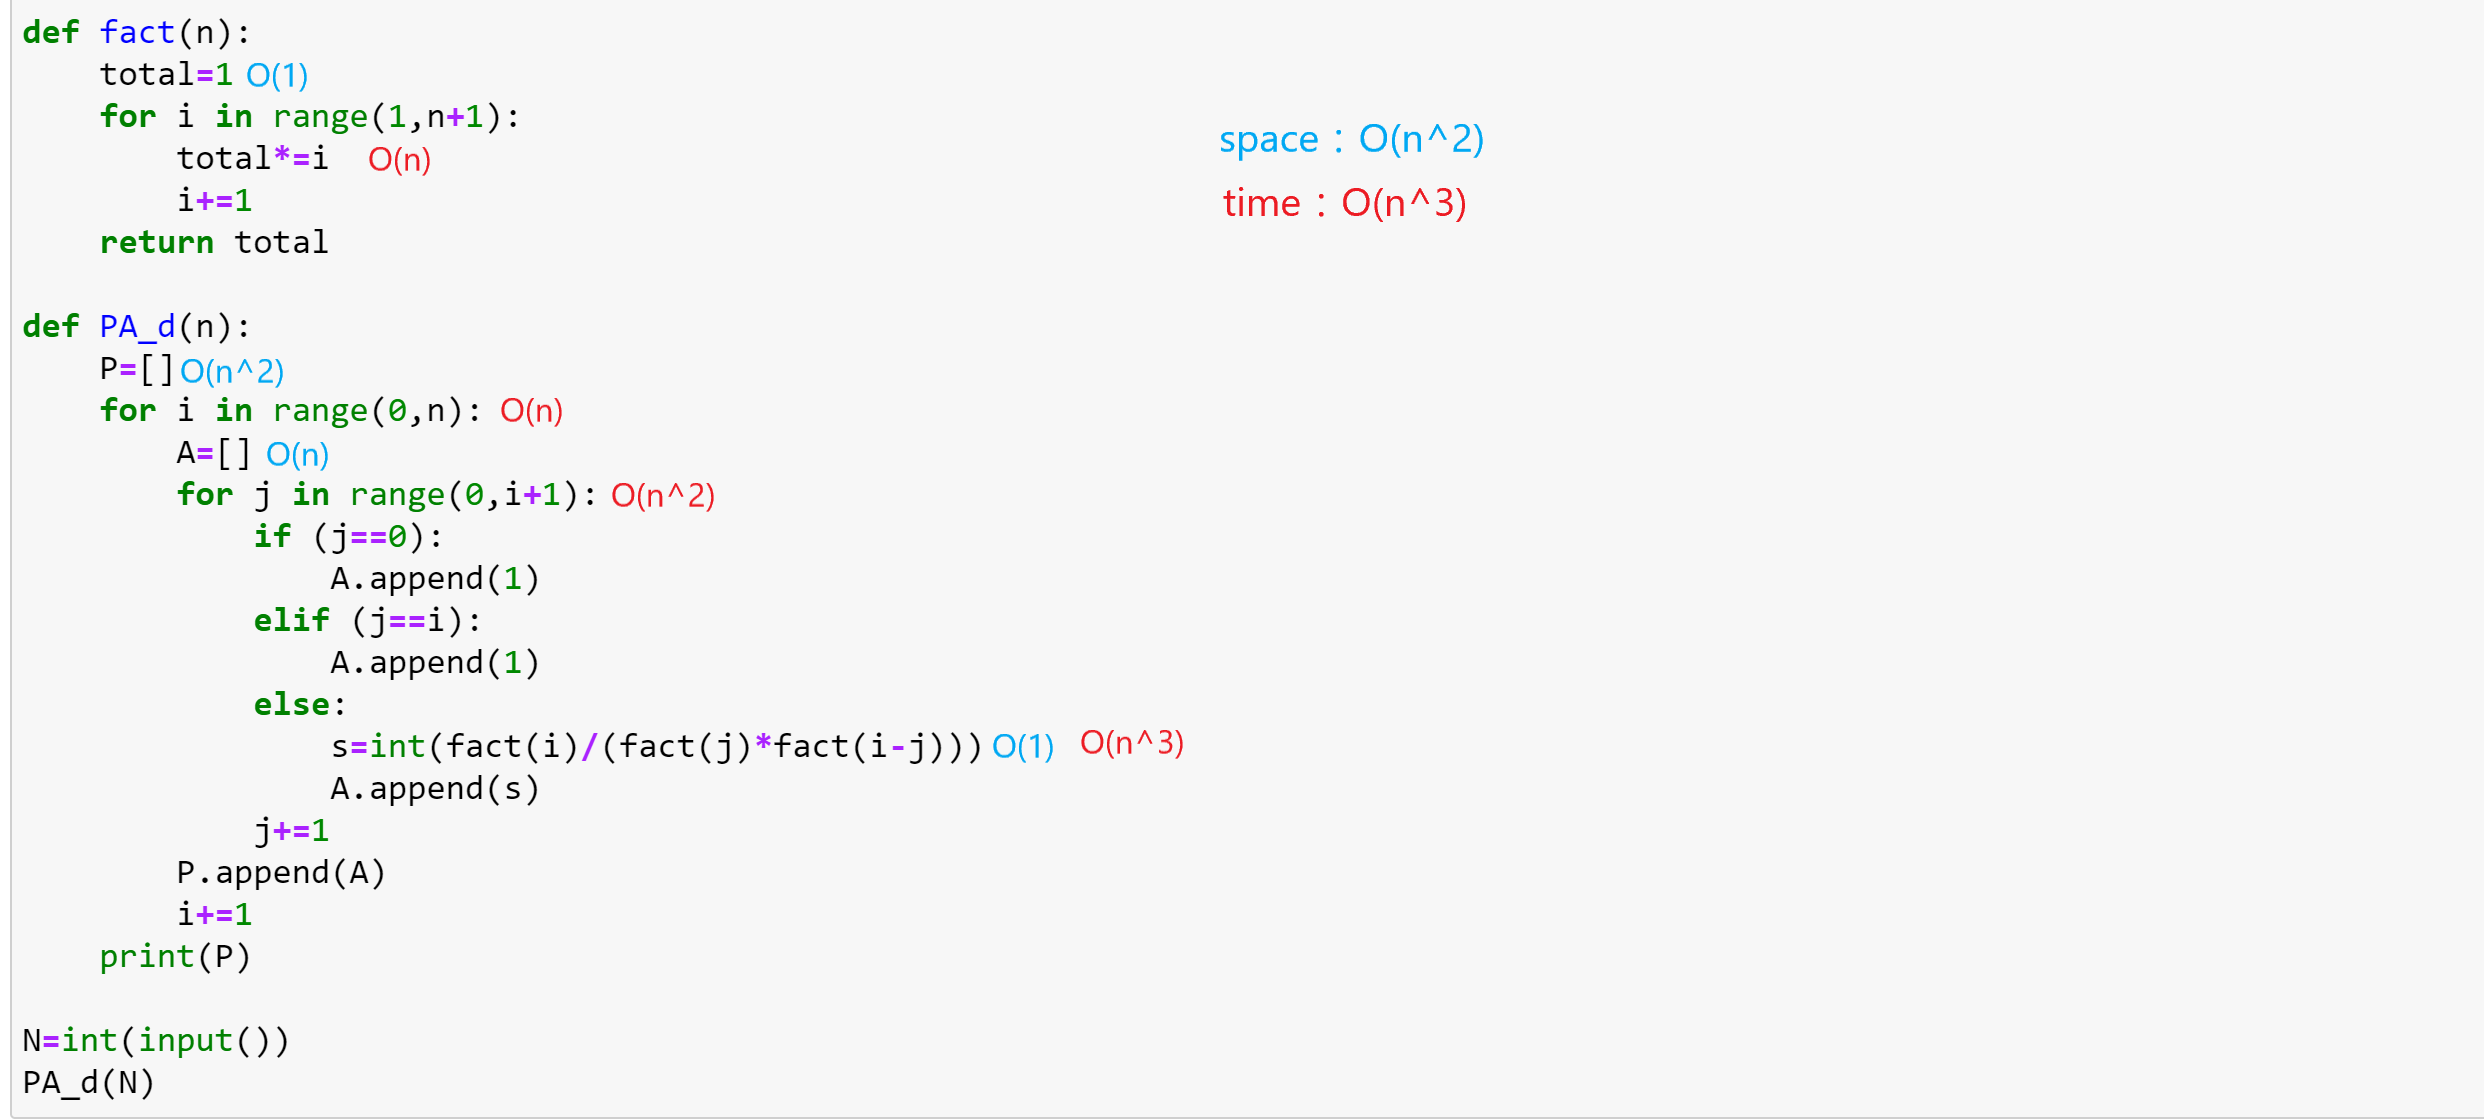 def fact(n):
    total=1 O(1)
    for i in range(1,n+1):
        total*=i O(n)
        i+=1
    return total
space : O(n^2)
time : O(n^3)
def PA_d(n):
    P=[] O(n^2)
    for i in range(0,n): O(n)
        A=[] O(n)
        for j in range(0,i+1): O(n^2)
            if (j==0):
                A.append(1)
            elif (j==i):
                A.append(1)
            else:
                s=int(fact(i)/(fact(j)*fact(i-j))) O(1) O(n^3)
                A.append(s)
            j+=1
        P.append(A)
        i+=1
    print(P)
N=int(input())
PA_d(N)